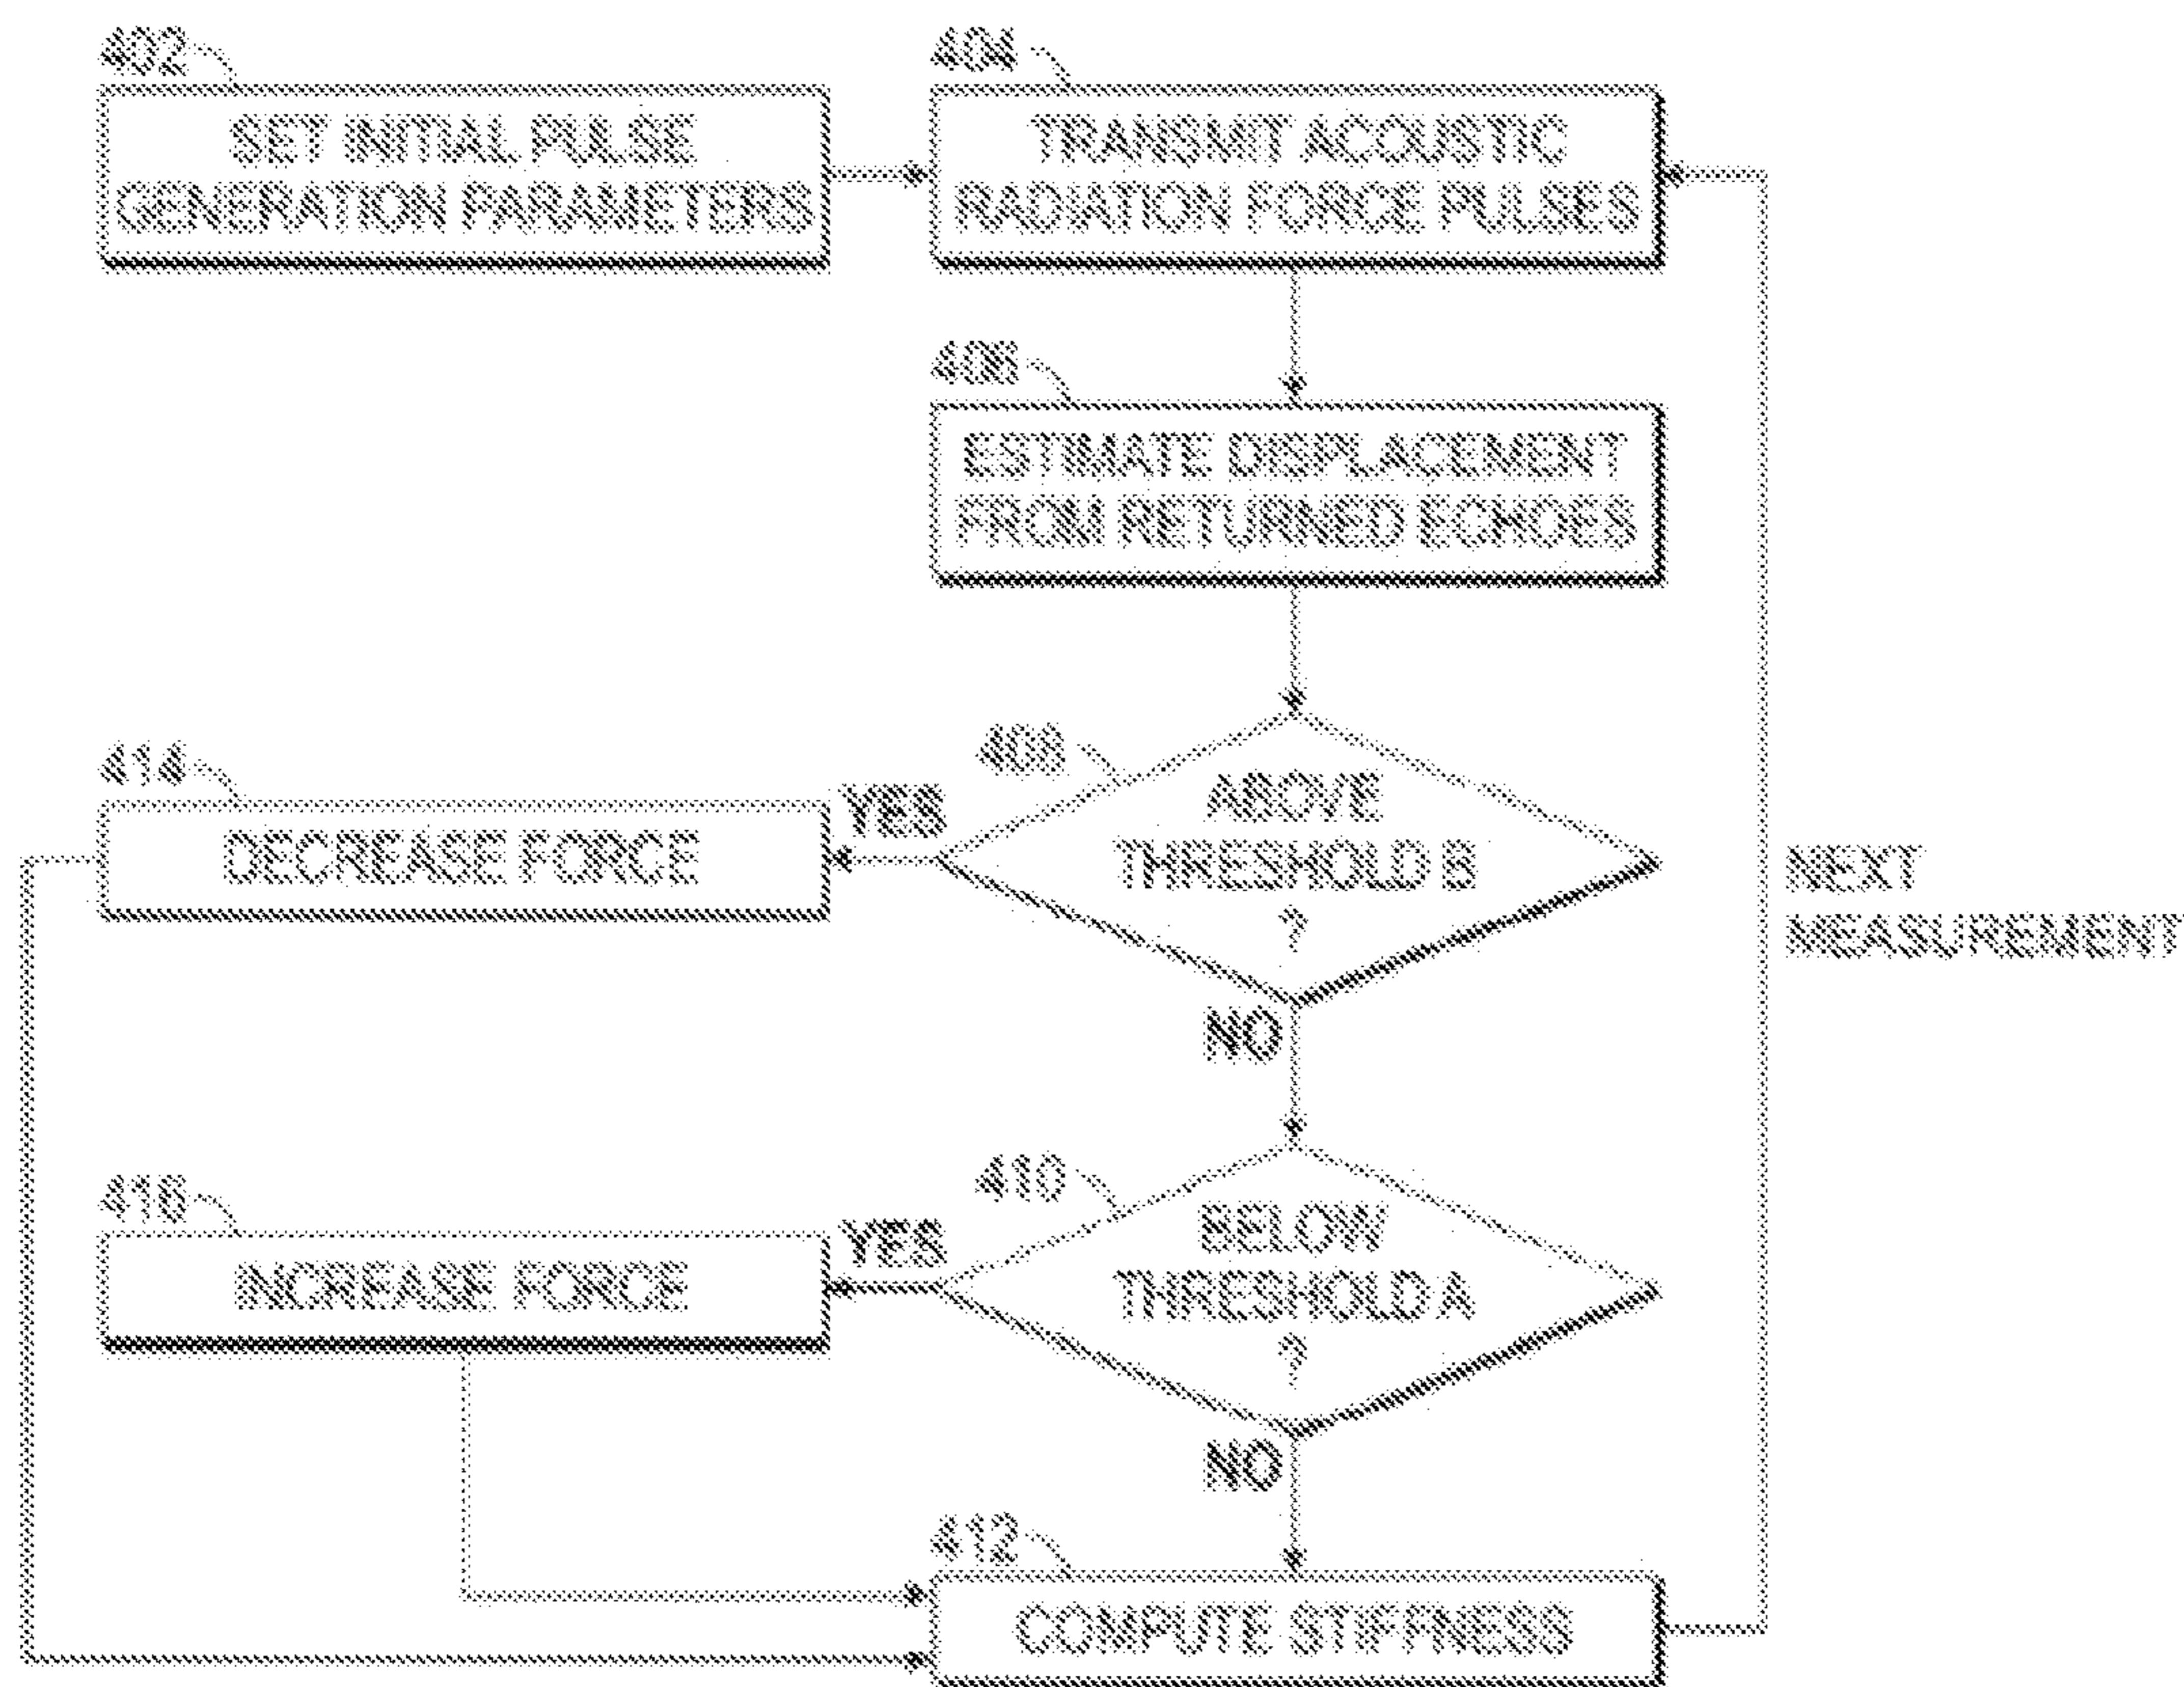 402
SET INITIAL PULSE
GENERATION PARAMETERS
404
TRANSMIT ACOUSTIC
RADIATION FORCE PULSES
406
ESTIMATE DISPLACEMENT
FROM RETURNED ECHOES
408
ABOVE
THRESHOLD B
?
YES
NO
414
DECREASE FORCE
NEXT
MEASUREMENT
410
BELOW
THRESHOLD A
?
YES
NO
416
INCREASE FORCE
412
COMPUTE STIFFNESS